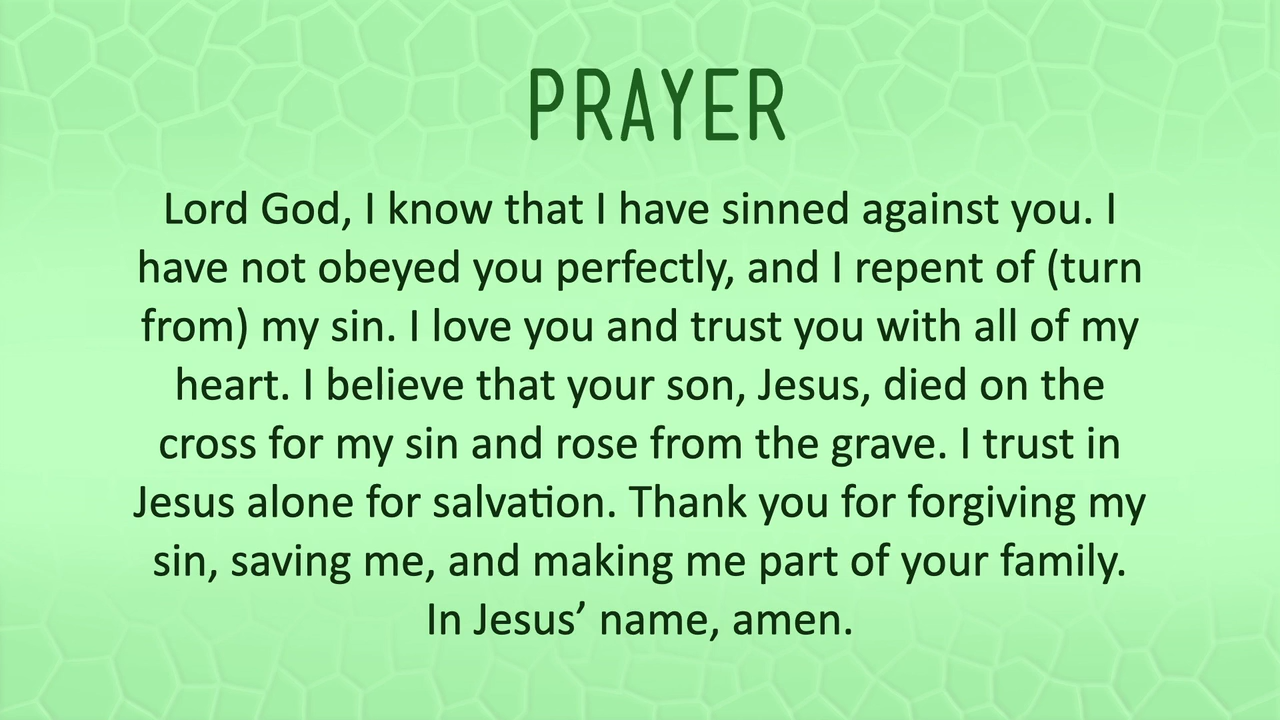 PRAYER
Lord God, I know that I have sinned against you. I
have not obeyed you perfectly, and I repent of (turn
from) my sin. I love you and trust you with all of my
heart. I believe that your son, Jesus, died on the
cross for my sin and rose from the grave. I trust in
Jesus alone for salvation. Thank you for forgiving my
sin, saving me, and making me part of your family.
In Jesus’ name, amen.